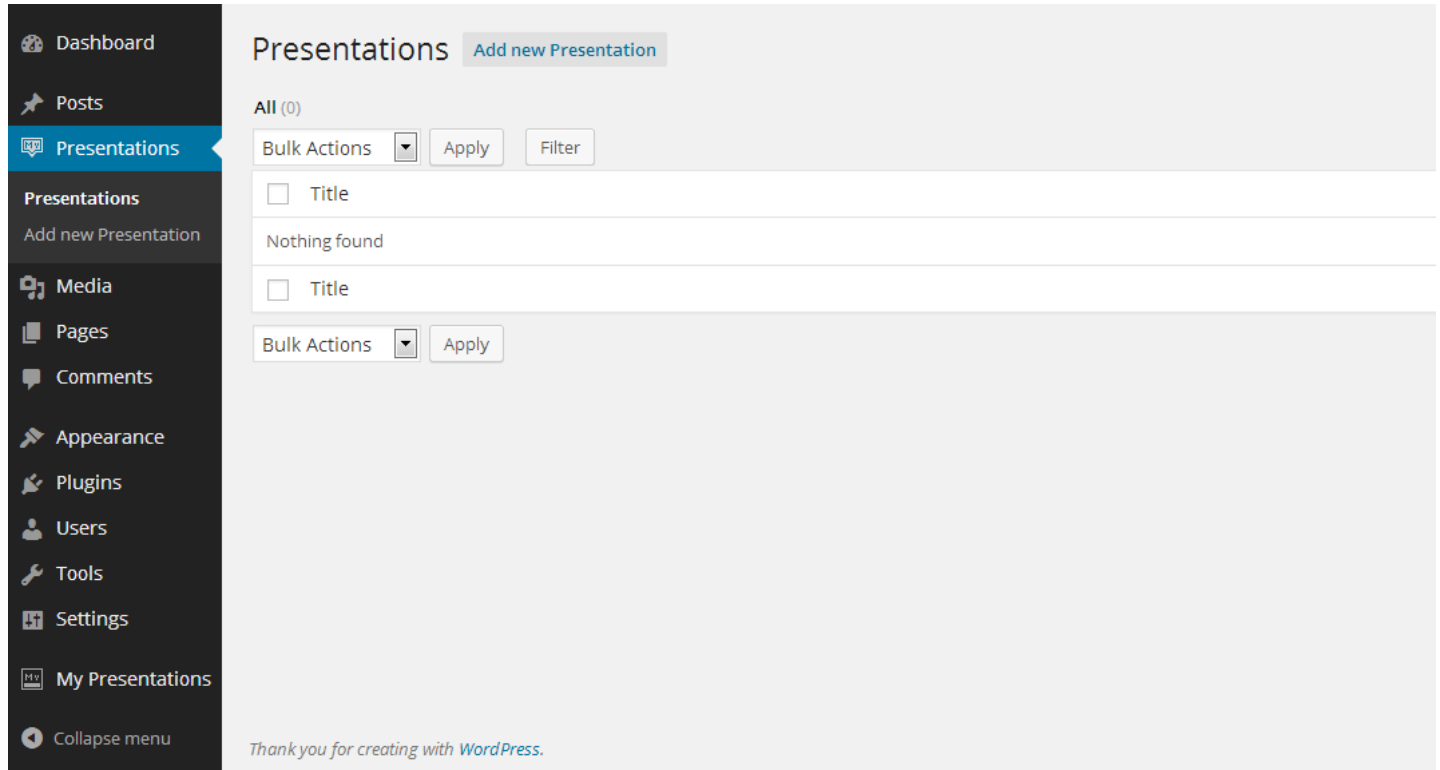 Dashboard
Posts
Presentations
Presentations
Add new Presentation
Media
Pages
Comments
Appearance
Plugins
Users
Tools
Settings
My Presentations
Collapse menu
Presentations Add new Presentation
All (0)
Bulk Actions Apply Filter
Title
Nothing found
Title
Bulk Actions Apply
Thank you for creating with WordPress.